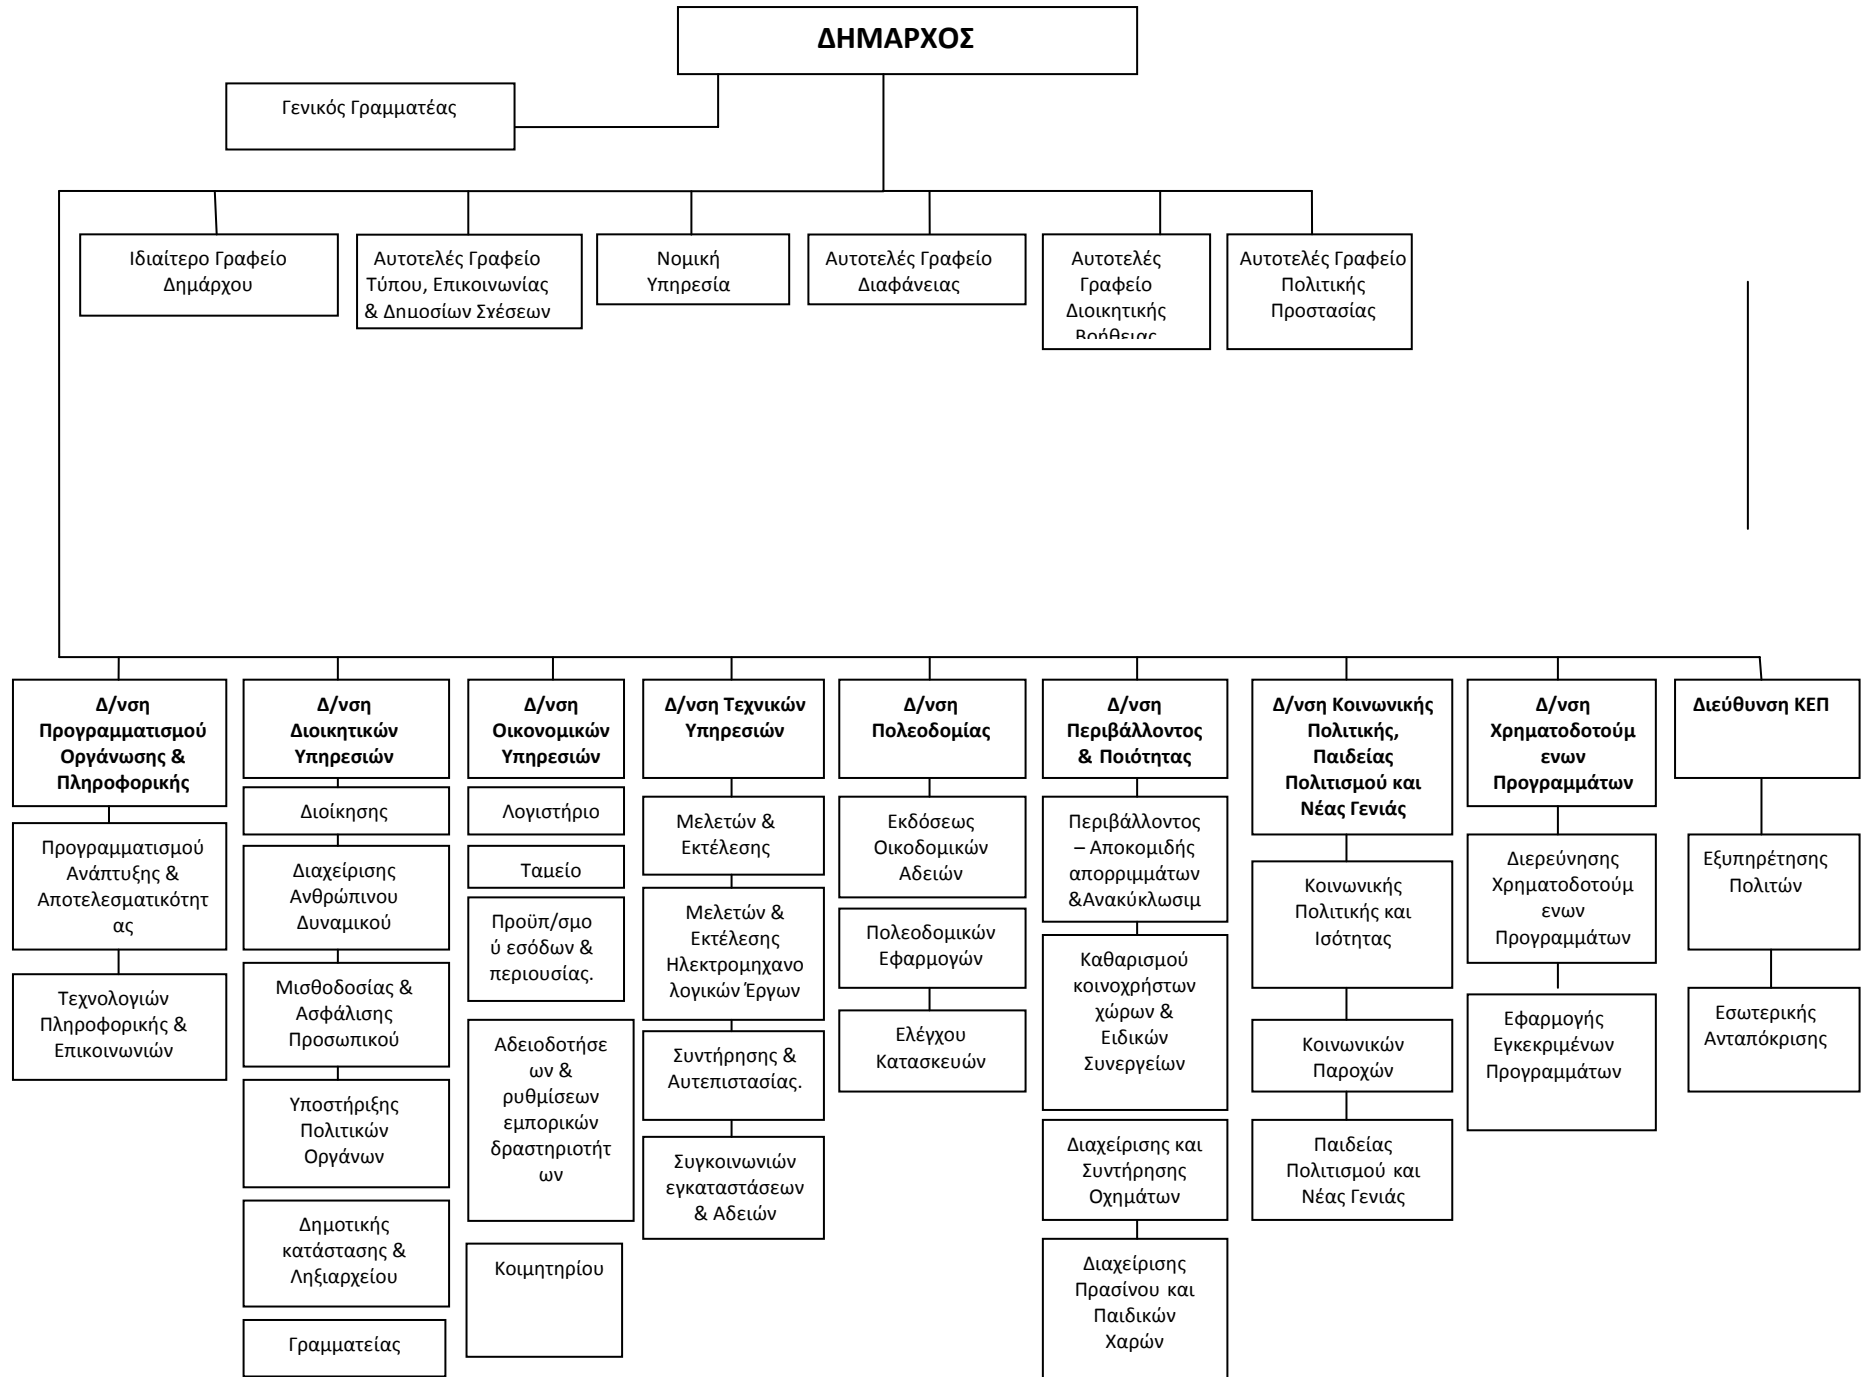 ΔΗΜΑΡΧΟΣ
Γενικός Γραμματέας
Ιδιαίτερο Γραφείο
Δημάρχου
Αυτοτελές Γραφείο
Τύπου, Επικοινωνίας
& Δημοσίων Σχέσεων
Νομική
Υπηρεσία
Αυτοτελές Γραφείο
Διαφάνειας
Αυτοτελές
Γραφείο
Διοικητικής
Βοήθειας
Αυτοτελές Γραφείο
Πολιτικής
Προστασίας
Δ/νση
Προγραμματισμού
Οργάνωσης &
Πληροφορικής
Προγραμματισμού
Ανάπτυξης &
Αποτελεσματικότητ
ας
Τεχνολογιών
Πληροφορικής &
Επικοινωνιών
Δ/νση
Διοικητικών
Υπηρεσιών
Διοίκησης
Διαχείρισης
Ανθρώπινου
Δυναμικού
Μισθοδοσίας &
Ασφάλισης
Προσωπικού
Υποστήριξης
Πολιτικών
Οργάνων
Δημοτικής
κατάστασης &
Ληξιαρχείου
Γραμματείας
Δ/νση
Οικονομικών
Υπηρεσιών
Λογιστήριο
Ταμείο
Προϋπ/σμο
ύ εσόδων &
περιουσίας.
Αδειοδοτήσε
ων &
ρυθμίσεων
εμπορικών
δραστηριοτήτ
ων
Κοιμητηρίου
Δ/νση Τεχνικών
Υπηρεσιών
Μελετών &
Εκτέλεσης
Μελετών &
Εκτέλεσης
Ηλεκτρομηχανο
λογικών Έργων
Συντήρησης &
Αυτεπιστασίας.
Συγκοινωνιών
εγκαταστάσεων
& Αδειών
Δ/νση
Πολεοδομίας
Εκδόσεως
Οικοδομικών
Αδειών
Πολεοδομικών
Εφαρμογών
Ελέγχου
Κατασκευών
Δ/νση
Περιβάλλοντος
& Ποιότητας
Περιβάλλοντος
– Αποκομιδής
απορριμμάτων
&Ανακύκλωσιμ
Καθαρισμού
κοινοχρήστων
χώρων &
Ειδικών
Συνεργείων
Διαχείρισης και
Συντήρησης
Οχημάτων
Διαχείρισης
Πρασίνου και
Παιδικών
Χαρών
Δ/νση Κοινωνικής
Πολιτικής,
Παιδείας
Πολιτισμού και
Νέας Γενιάς
Κοινωνικής
Πολιτικής και
Ισότητας
Κοινωνικών
Παροχών
Παιδείας
Πολιτισμού και
Νέας Γενιάς
Δ/νση
Χρηματοδοτούμ
ενων
Προγραμμάτων
Διερεύνησης
Χρηματοδοτούμ
ενων
Προγραμμάτων
Εφαρμογής
Εγκεκριμένων
Προγραμμάτων
Διεύθυνση ΚΕΠ
Εξυπηρέτησης
Πολιτών
Εσωτερικής
Ανταπόκρισης